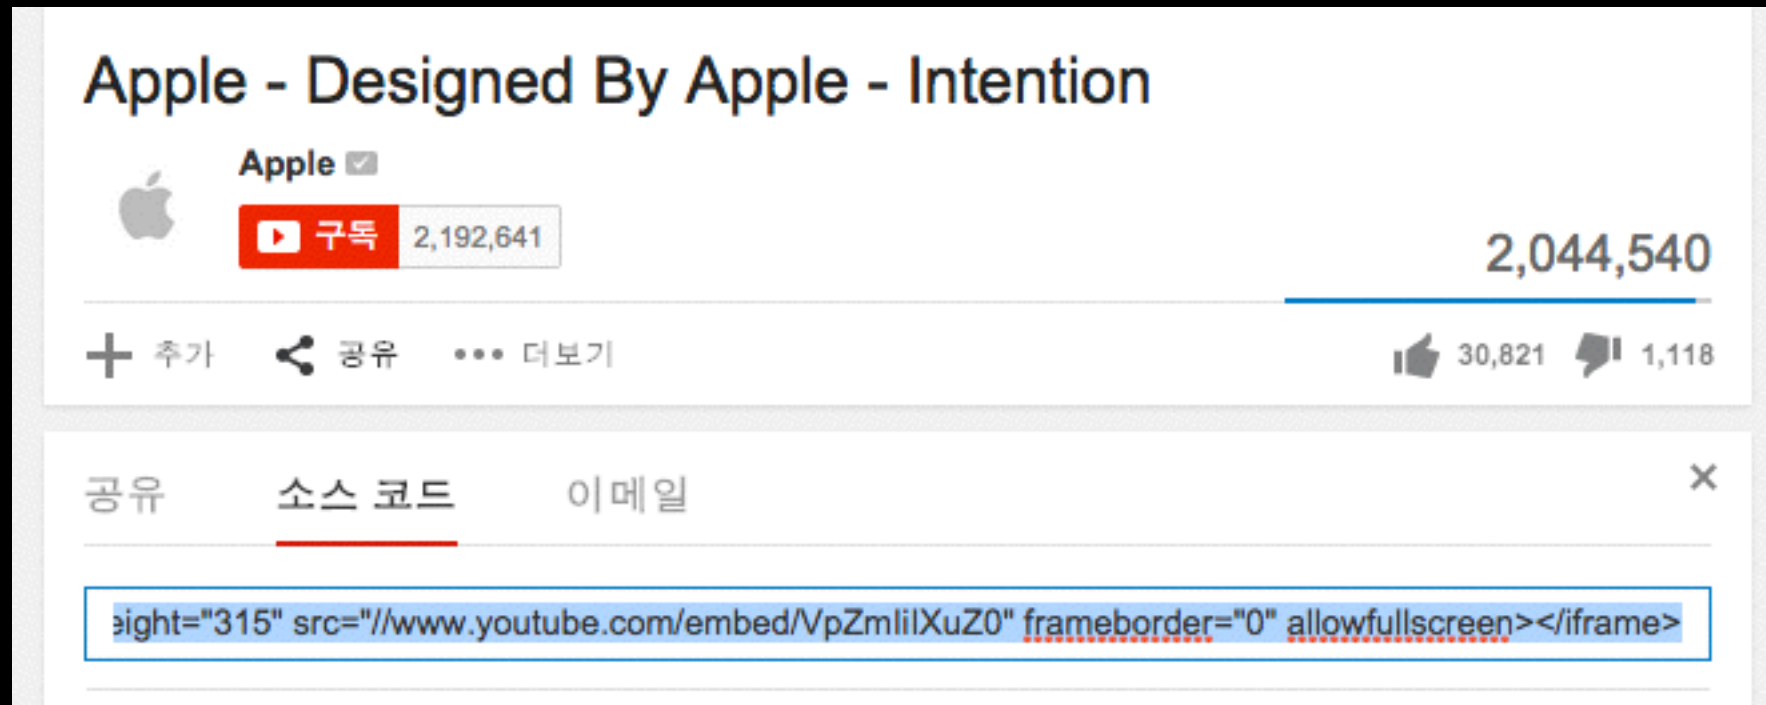 Apple - Designed By Apple - Intention
Apple
구독 2,192,641
2,044,540
추가 공유 더보기 30,821 1,118
공유 소스 코드 이메일
eight="315" src="//www.youtube.com/embed/VpZmIilXuZ0" frameborder="0" allowfullscreen></iframe>